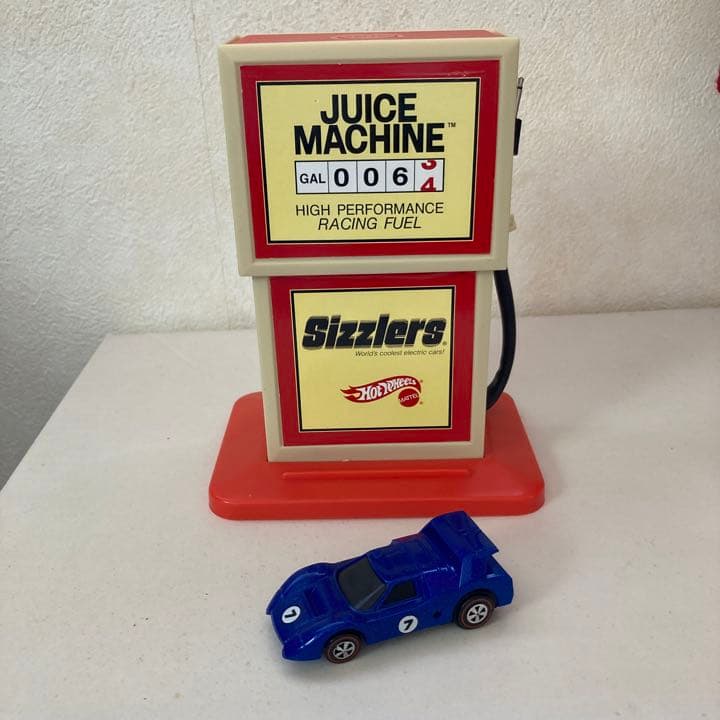 JUICE
MACHINE™
GAL 0 0 6 3 4
HIGH PERFORMANCE
RACING FUEL
Sizzlers®
World's coolest electric cars!
Hot Wheels®
MATTEL®
7
7